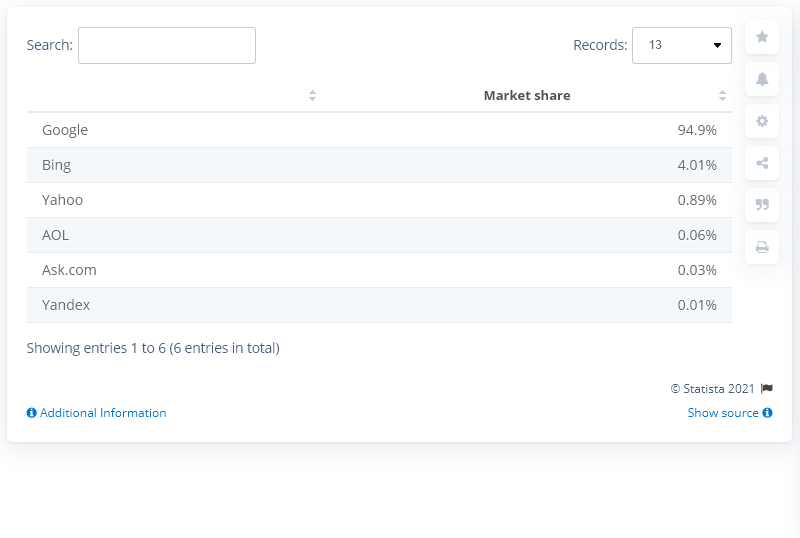 Search:
Records: 13
Market share
Google 94.9%
Bing 4.01%
Yahoo 0.89%
AOL 0.06%
Ask.com 0.03%
Yandex 0.01%
Showing entries 1 to 6 (6 entries in total)
© Statista 2021
Additional Information
Show source